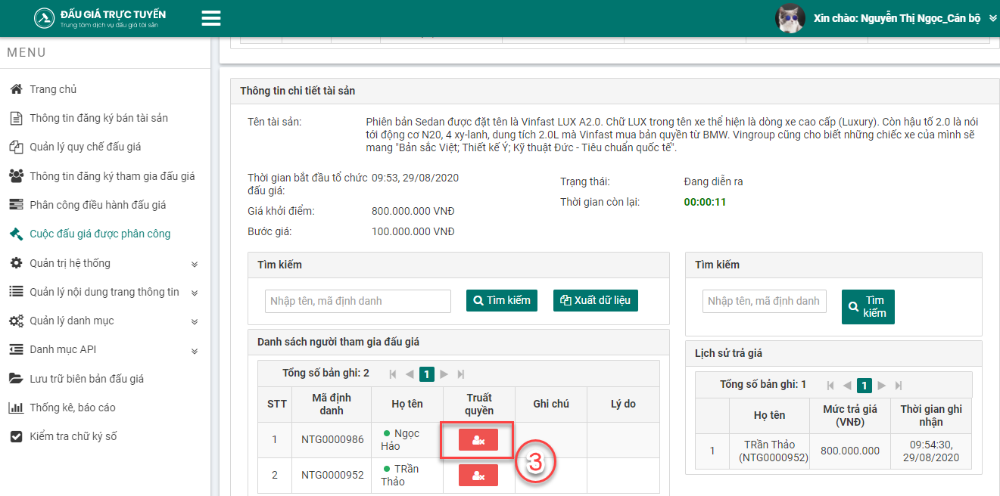 ĐẤU GIÁ TRỰC TUYẾN
Trung tâm dịch vụ đấu giá tài sản
Xin chào: Nguyễn Thị Ngọc_Cán bộ
MENU
Trang chủ
Thông tin đăng ký bán tài sản
Quản lý quy chế đấu giá
Thông tin đăng ký tham gia đấu giá
Phân công điều hành đấu giá
Cuộc đấu giá được phân công
Quản trị hệ thống
Quản lý nội dung trang thông tin
Quản lý danh mục
Danh mục API
Lưu trữ biên bản đấu giá
Thống kê, báo cáo
Kiểm tra chữ ký số
Thông tin chi tiết tài sản
Tên tài sản:
Phiên bản Sedan được đặt tên là Vinfast LUX A2.0. Chữ LUX trong tên xe thể hiện là dòng xe cao cấp (Luxury). Còn hậu tố 2.0 là nói
tới động cơ N20, 4 xy-lanh, dung tích 2.0L mà Vinfast mua bản quyền từ BMW. Vingroup cũng cho biết những chiếc xe của mình sẽ
mang "Bản sắc Việt; Thiết kế Ý; Kỹ thuật Đức - Tiêu chuẩn quốc tế".
Thời gian bắt đầu tổ chức 09:53, 29/08/2020
đấu giá:
Giá khởi điểm: 800.000.000 VNĐ
Bước giá: 100.000.000 VNĐ
Trạng thái: Đang diễn ra
Thời gian còn lại: 00:00:11
Tìm kiếm
Nhập tên, mã định danh
Tìm kiếm
Xuất dữ liệu
Danh sách người tham gia đấu giá
Tổng số bản ghi: 2 1
STT Mã định danh Họ tên Truất quyền Ghi chú Lý do
1 NTG0000986 Ngọc Hảo
2 NTG0000952 TRần Thảo
3
Tìm kiếm
Nhập tên, mã định danh
Tìm
kiếm
Lịch sử trả giá
Tổng số bản ghi: 1 1
Họ tên Mức trả giá (VNĐ) Thời gian ghi nhận
1 TRần Thảo (NTG0000952) 800.000.000 09:54:30, 29/08/2020